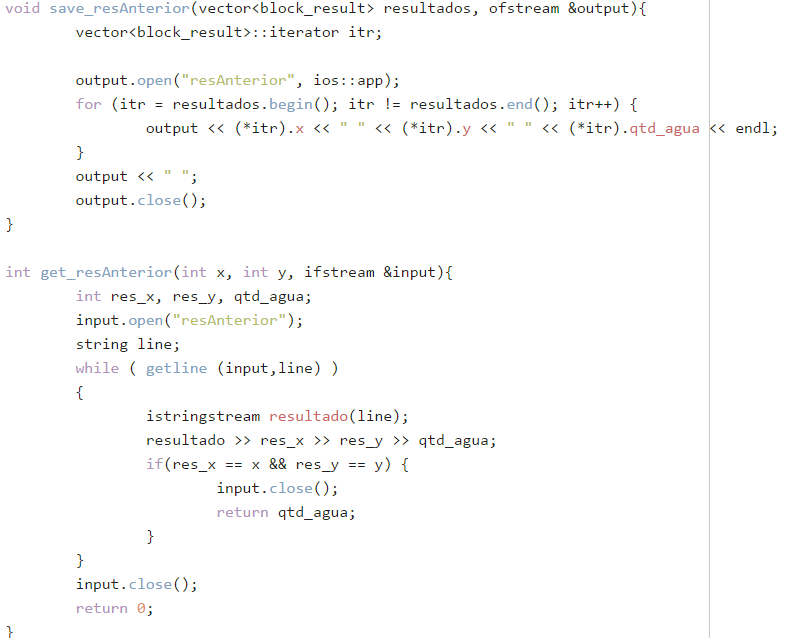 void save_resAnterior(vector<block_result> resultados, ofstream &output){
vector<block_result>::iterator itr;
output.open("resAnterior", ios::app);
for (itr = resultados.begin(); itr != resultados.end(); itr++) {
output << (*itr).x << " " << (*itr).y << " " << (*itr).qtd_agua << endl;
}
output << " ";
output.close();
}
int get_resAnterior(int x, int y, ifstream &input){
int res_x, res_y, qtd_agua;
input.open("resAnterior");
string line;
while ( getline (input,line) )
{
istringstream resultado(line);
resultado >> res_x >> res_y >> qtd_agua;
if(res_x == x && res_y == y) {
input.close();
return qtd_agua;
}
}
input.close();
return 0;
}